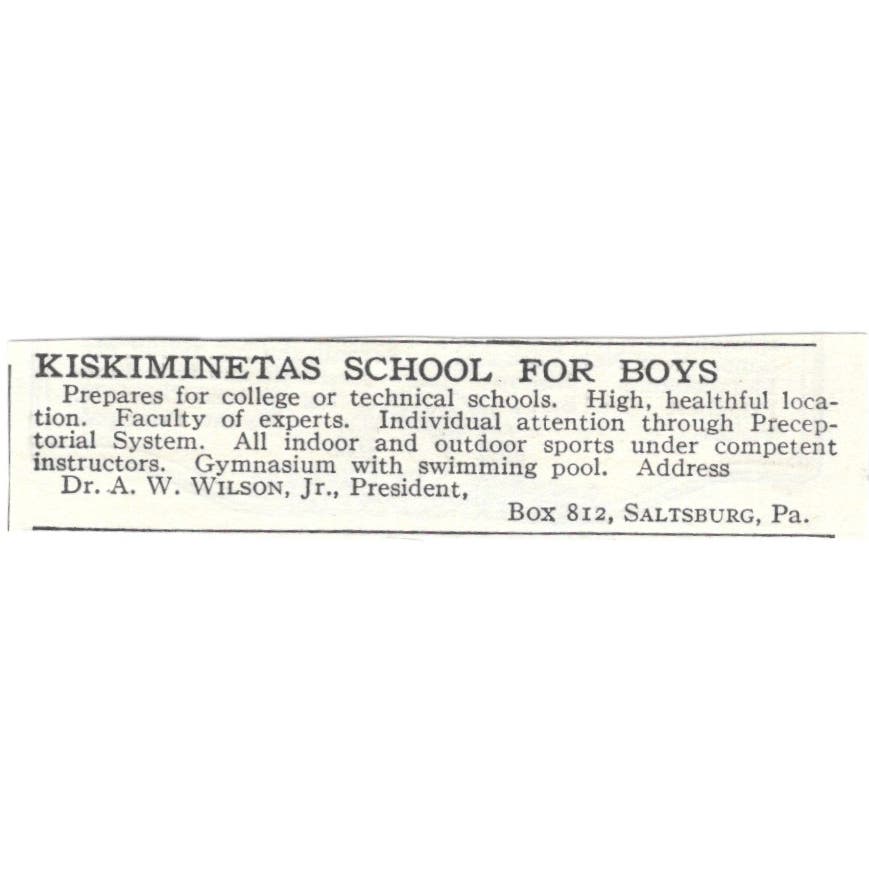 KISKIMINETAS SCHOOL FOR BOYS
Prepares for college or technical schools. High, healthful loca-
tion. Faculty of experts. Individual attention through Precep-
torial System. All indoor and outdoor sports under competent
instructors. Gymnasium with swimming pool. Address
Dr. A. W. WILSON, Jr., President,
Box 812, SALTSBURG, Pa.